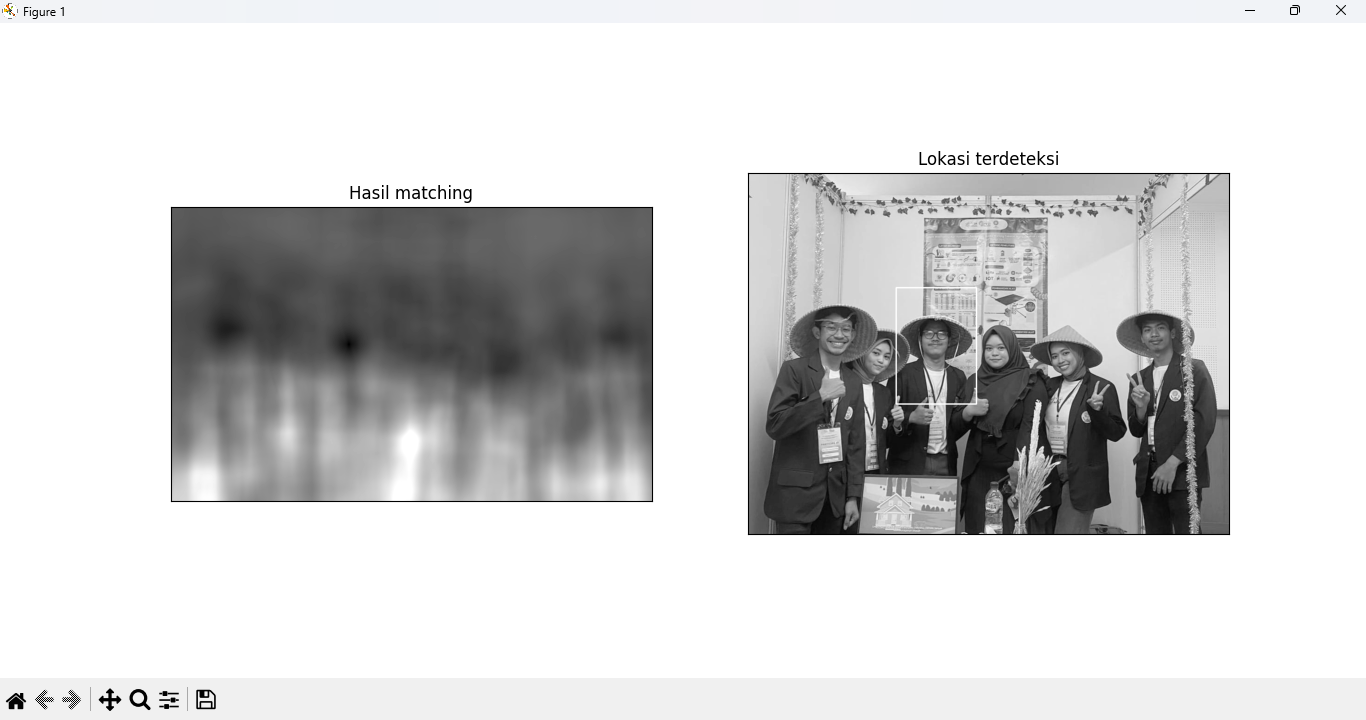 Figure 1
Lokasi terdeteksi
Hasil matching